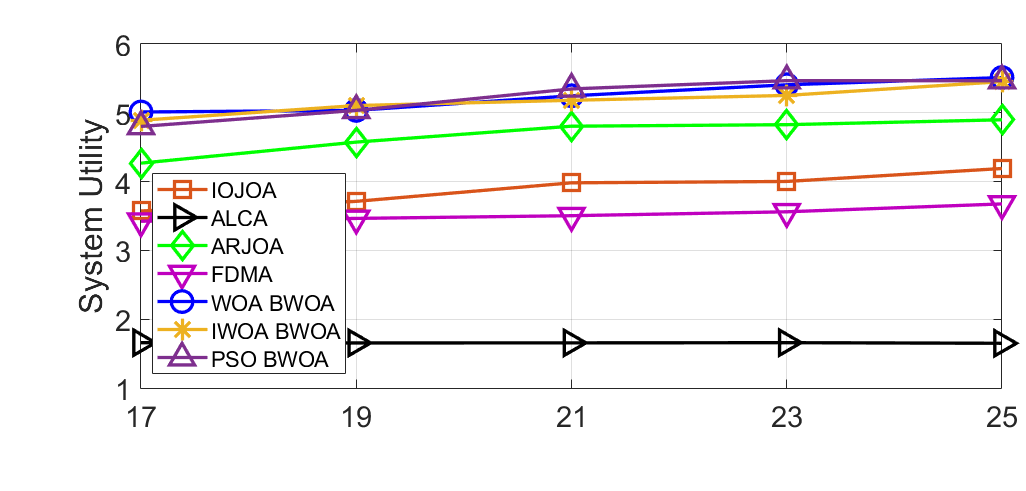 6
5
4
3
2
1
System Utility
IOJOA
ALCA
ARJOA
FDMA
WOA BWOA
IWOA BWOA
PSO BWOA
17 19 21 23 25